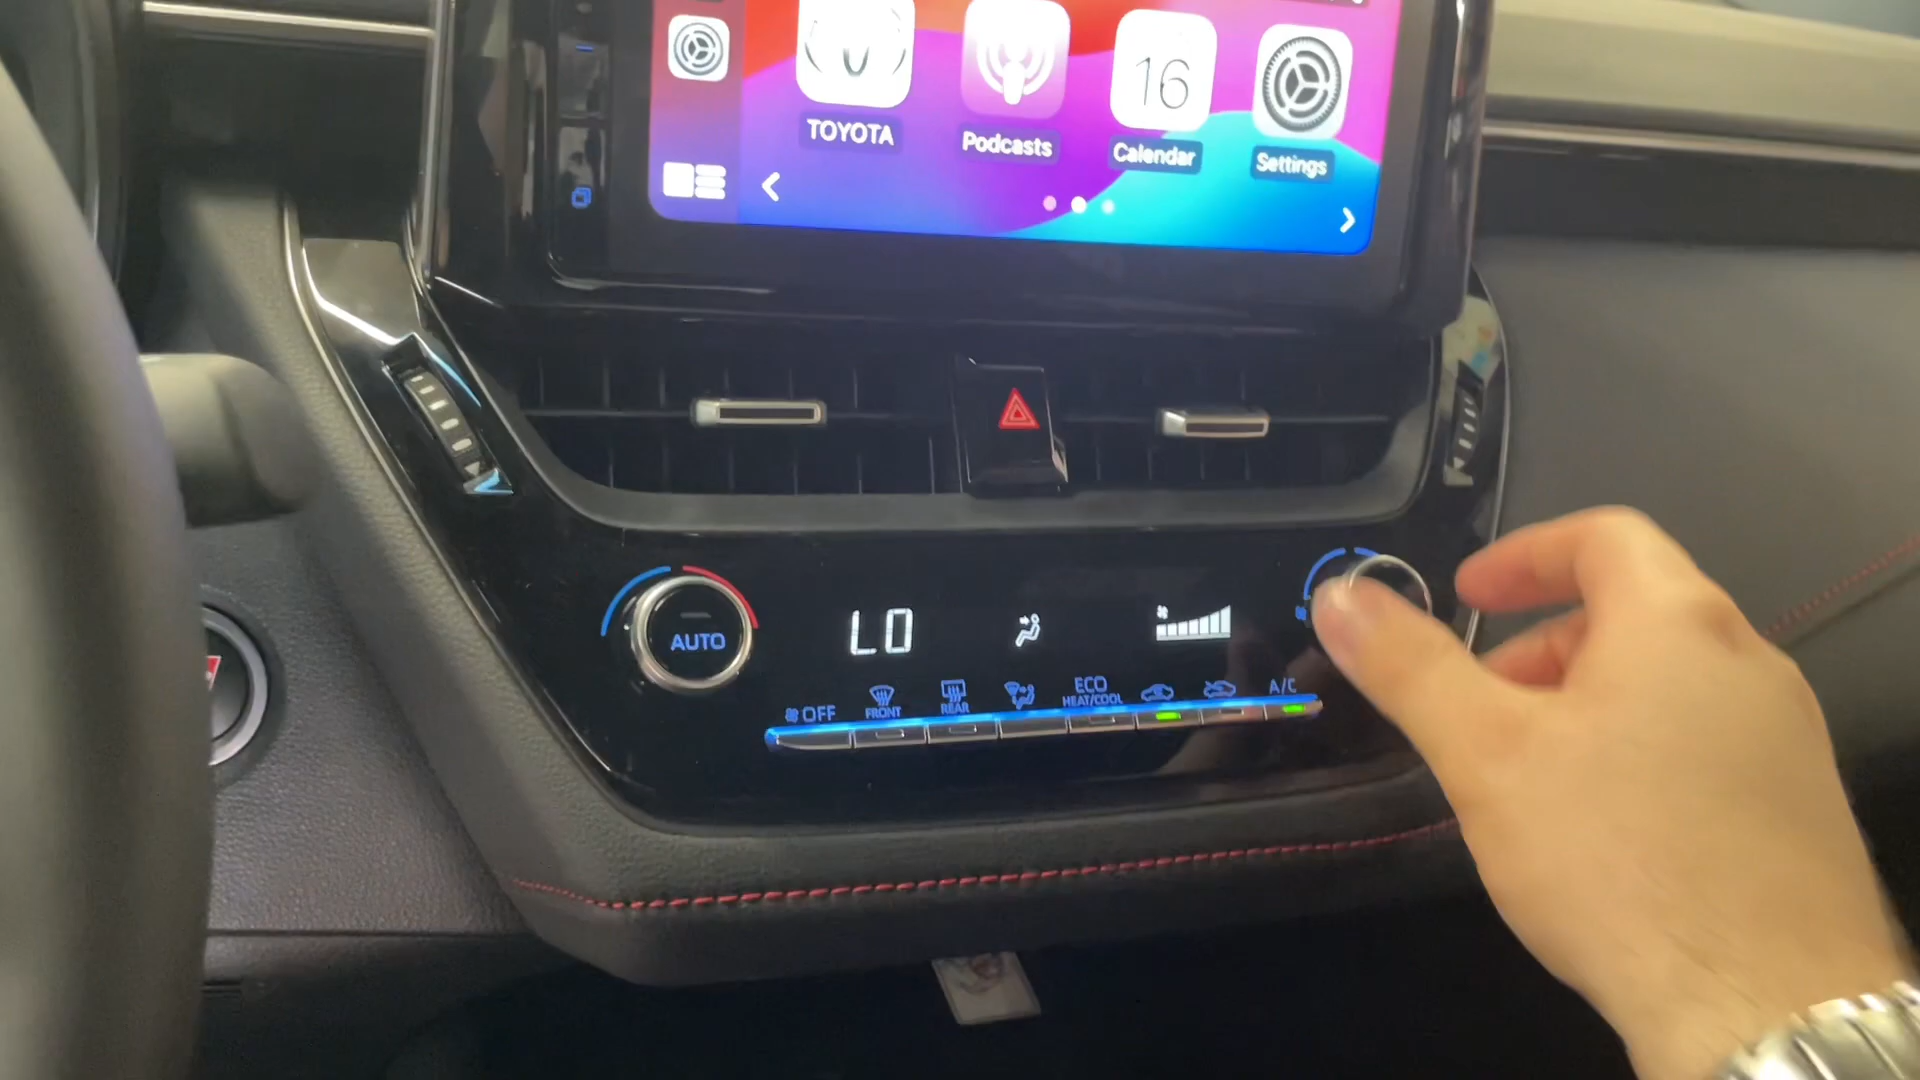 TOYOTA
Podcasts
16
Calendar
Settings
AUTO
LO
OFF
FRONT
REAR
ECO
HEAT/COOL
A/C